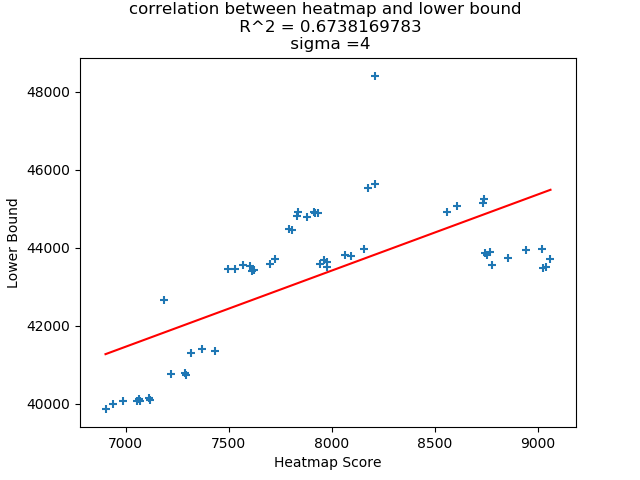 correlation between heatmap and lower bound
R^2 = 0.6738169783
sigma =4
48000
46000
44000
42000
40000
Lower Bound
7000 7500 8000 8500 9000
Heatmap Score